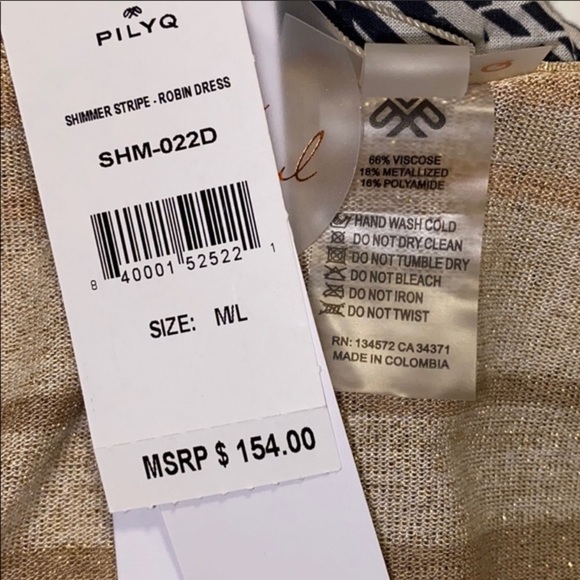 PILYQ
SHIMMER STRIPE - ROBIN DRESS
SHM-022D
8 40001 52522 1
SIZE: M/L
MSRP $ 154.00
66% VISCOSE
18% METALLIZED
16% POLYAMIDE
HAND WASH COLD
DO NOT DRY CLEAN
DO NOT TUMBLE DRY
DO NOT BLEACH
DO NOT IRON
DO NOT TWIST
RN: 134572 CA 34371
MADE IN COLOMBIA